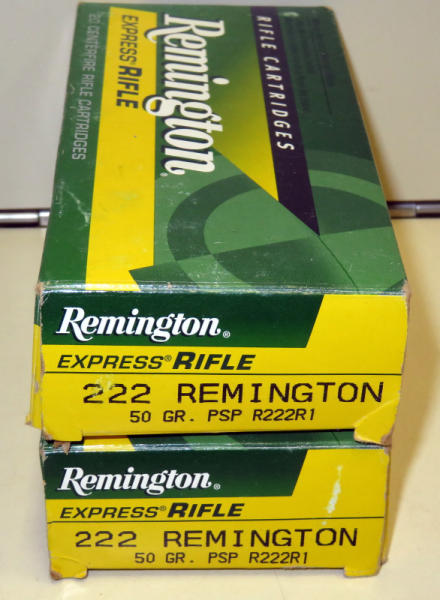 RIFLE CARTRIDGES
Remington®
EXPRESS RIFLE
20 CENTERFIRE RIFLE CARTRIDGES
Remington®
EXPRESS® RIFLE
222 REMINGTON
50 GR. PSP R222R1
Remington®
EXPRESS® RIFLE
222 REMINGTON
50 GR. PSP R222R1